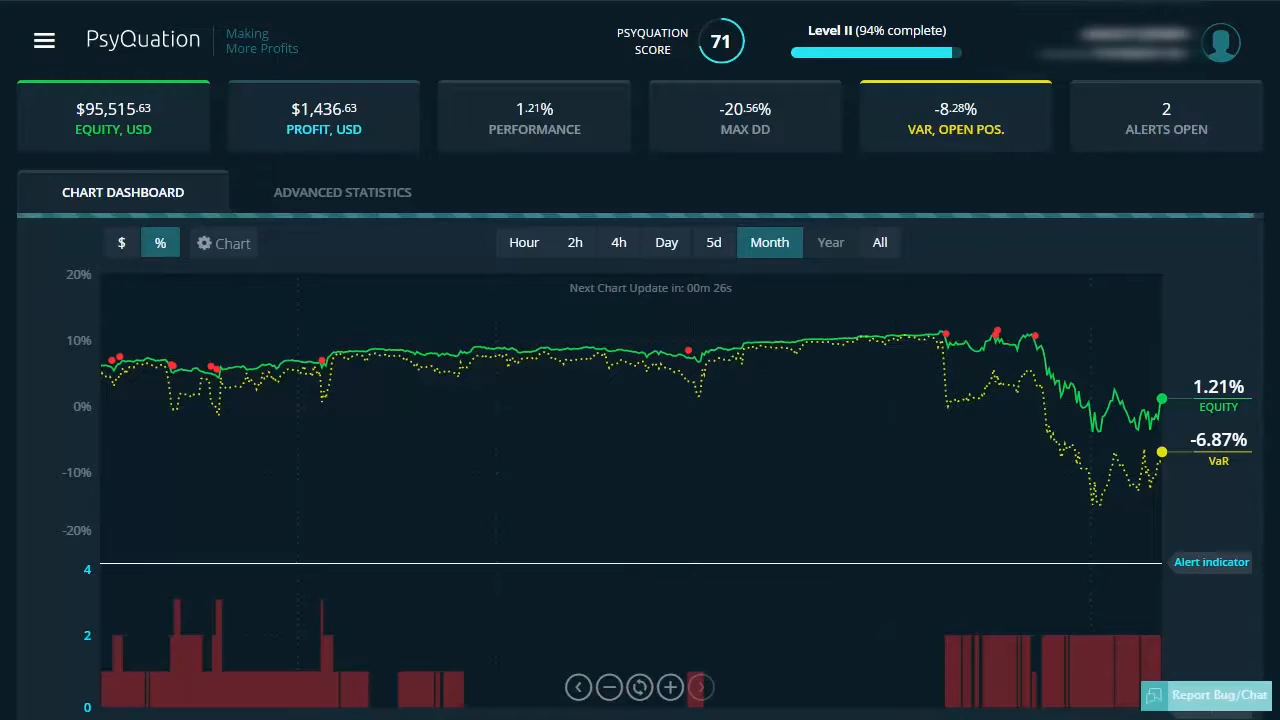 PsyQuation
Making
More Profits
PSYQUATION
SCORE
71
Level II (94% complete)
$95,515.63
EQUITY, USD
$1,436.63
PROFIT, USD
1.21%
PERFORMANCE
-20.56%
MAX DD
-8.28%
VAR, OPEN POS.
2
ALERTS OPEN
CHART DASHBOARD
ADVANCED STATISTICS
$
%
Chart
Hour
2h
4h
Day
5d
Month
Year
All
Next Chart Update in: 00m 26s
20%
10%
0%
-10%
-20%
1.21%
EQUITY
-6.87%
VaR
4
2
0
Alert indicator
Report Bug/Chat